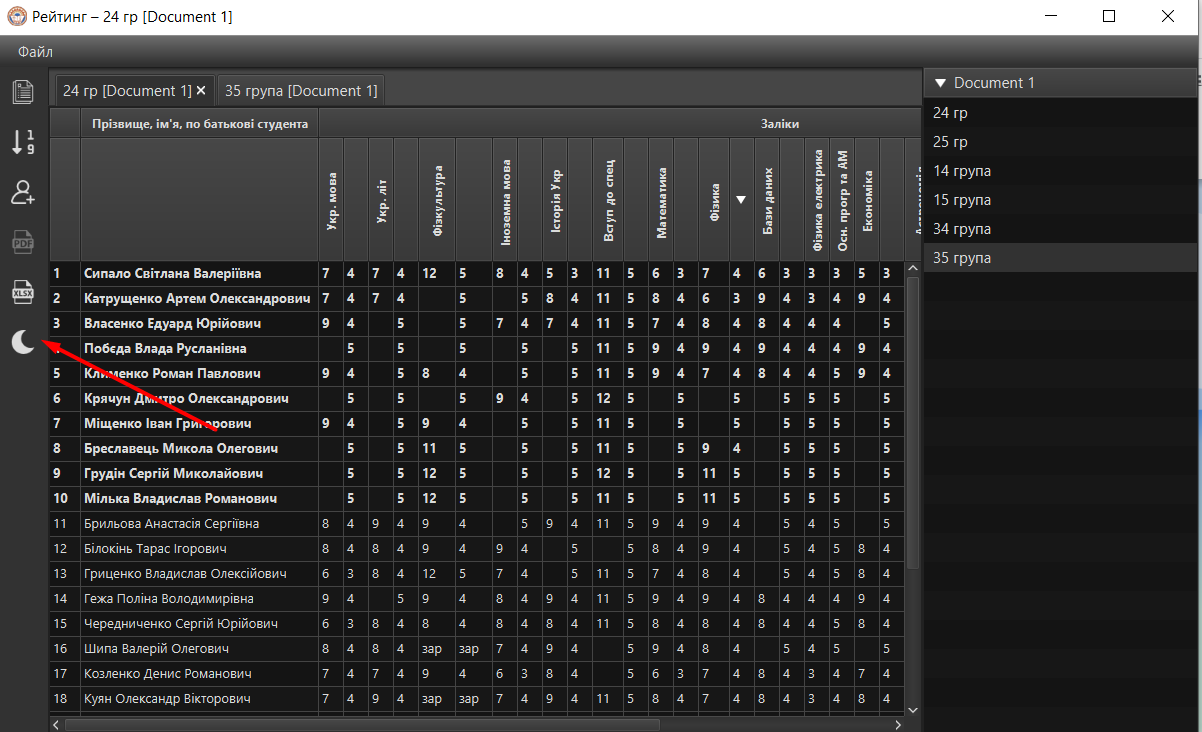 Рейтинг – 24 гр [Document 1]
Файл
24 гр [Document 1] ×
35 група [Document 1]
Document 1
Прізвище, ім'я, по батькові студента
Заліки
Укр. мова
Укр. літ
Фізкультура
Іноземна мова
Історія Укр
Вступ до спец
Математика
Фізика
Бази даних
Фізика електрика
Осн. прогр та АМ
Економіка
1 Сипало Світлана Валеріївна 7 4 7 4 12 5 8 4 5 3 11 5 6 3 7 4 6 3 3 3 5 3
2 Катрущенко Артем Олександрович 7 4 7 4 5 5 8 4 11 5 8 4 6 3 9 4 3 4 9 4
3 Власенко Едуард Юрійович 9 4 5 5 7 4 7 4 11 5 7 4 8 4 8 4 4 4 5
Побєда Влада Русланівна 5 5 5 5 5 11 5 9 4 9 4 9 4 4 4 9 4
5 Клименко Роман Павлович 9 4 5 8 4 5 5 11 5 9 4 7 4 8 4 4 5 9 4
6 Крячун Дмитро Олександрович 5 5 5 9 4 5 12 5 5 5 5 5 5 5
7 Міщенко Іван Григорович 9 4 5 9 4 5 5 11 5 5 5 5 5 5 5
8 Бреславець Микола Олегович 5 5 11 5 5 5 11 5 5 9 4 5 5 5 5
9 Грудін Сергій Миколайович 5 5 12 5 5 5 12 5 5 11 5 5 5 5 5
10 Мілька Владислав Романович 5 5 12 5 5 5 11 5 5 11 5 5 5 5 5
11 Брильова Анастасія Сергіївна 8 4 9 4 9 4 5 9 4 11 5 9 4 9 4 5 4 5 5
12 Білокінь Тарас Ігорович 8 4 8 4 9 4 9 4 5 5 8 4 9 4 5 4 5 8 4
13 Гриценко Владислав Олексійович 6 3 8 4 12 5 7 4 5 11 5 7 4 8 4 5 4 5 8 4
14 Гежа Поліна Володимирівна 9 4 5 9 4 8 4 9 4 11 5 9 4 9 4 8 4 4 4 9 4
15 Чередниченко Сергій Юрійович 6 3 8 4 8 4 8 4 8 4 11 5 8 4 8 4 8 4 4 5 8 4
16 Шипа Валерій Олегович 8 4 8 4 зар зар 7 4 9 4 5 9 4 8 4 5 4 5 5
17 Козленко Денис Романович 7 4 7 4 9 4 6 3 8 4 5 6 3 7 4 8 4 3 4 7 4
18 Куян Олександр Вікторович 7 4 9 4 зар зар 7 4 9 4 11 5 8 4 7 4 8 4 3 4 8 4
24 гр
25 гр
14 група
15 група
34 група
35 група
1
9
PDF
XLSX